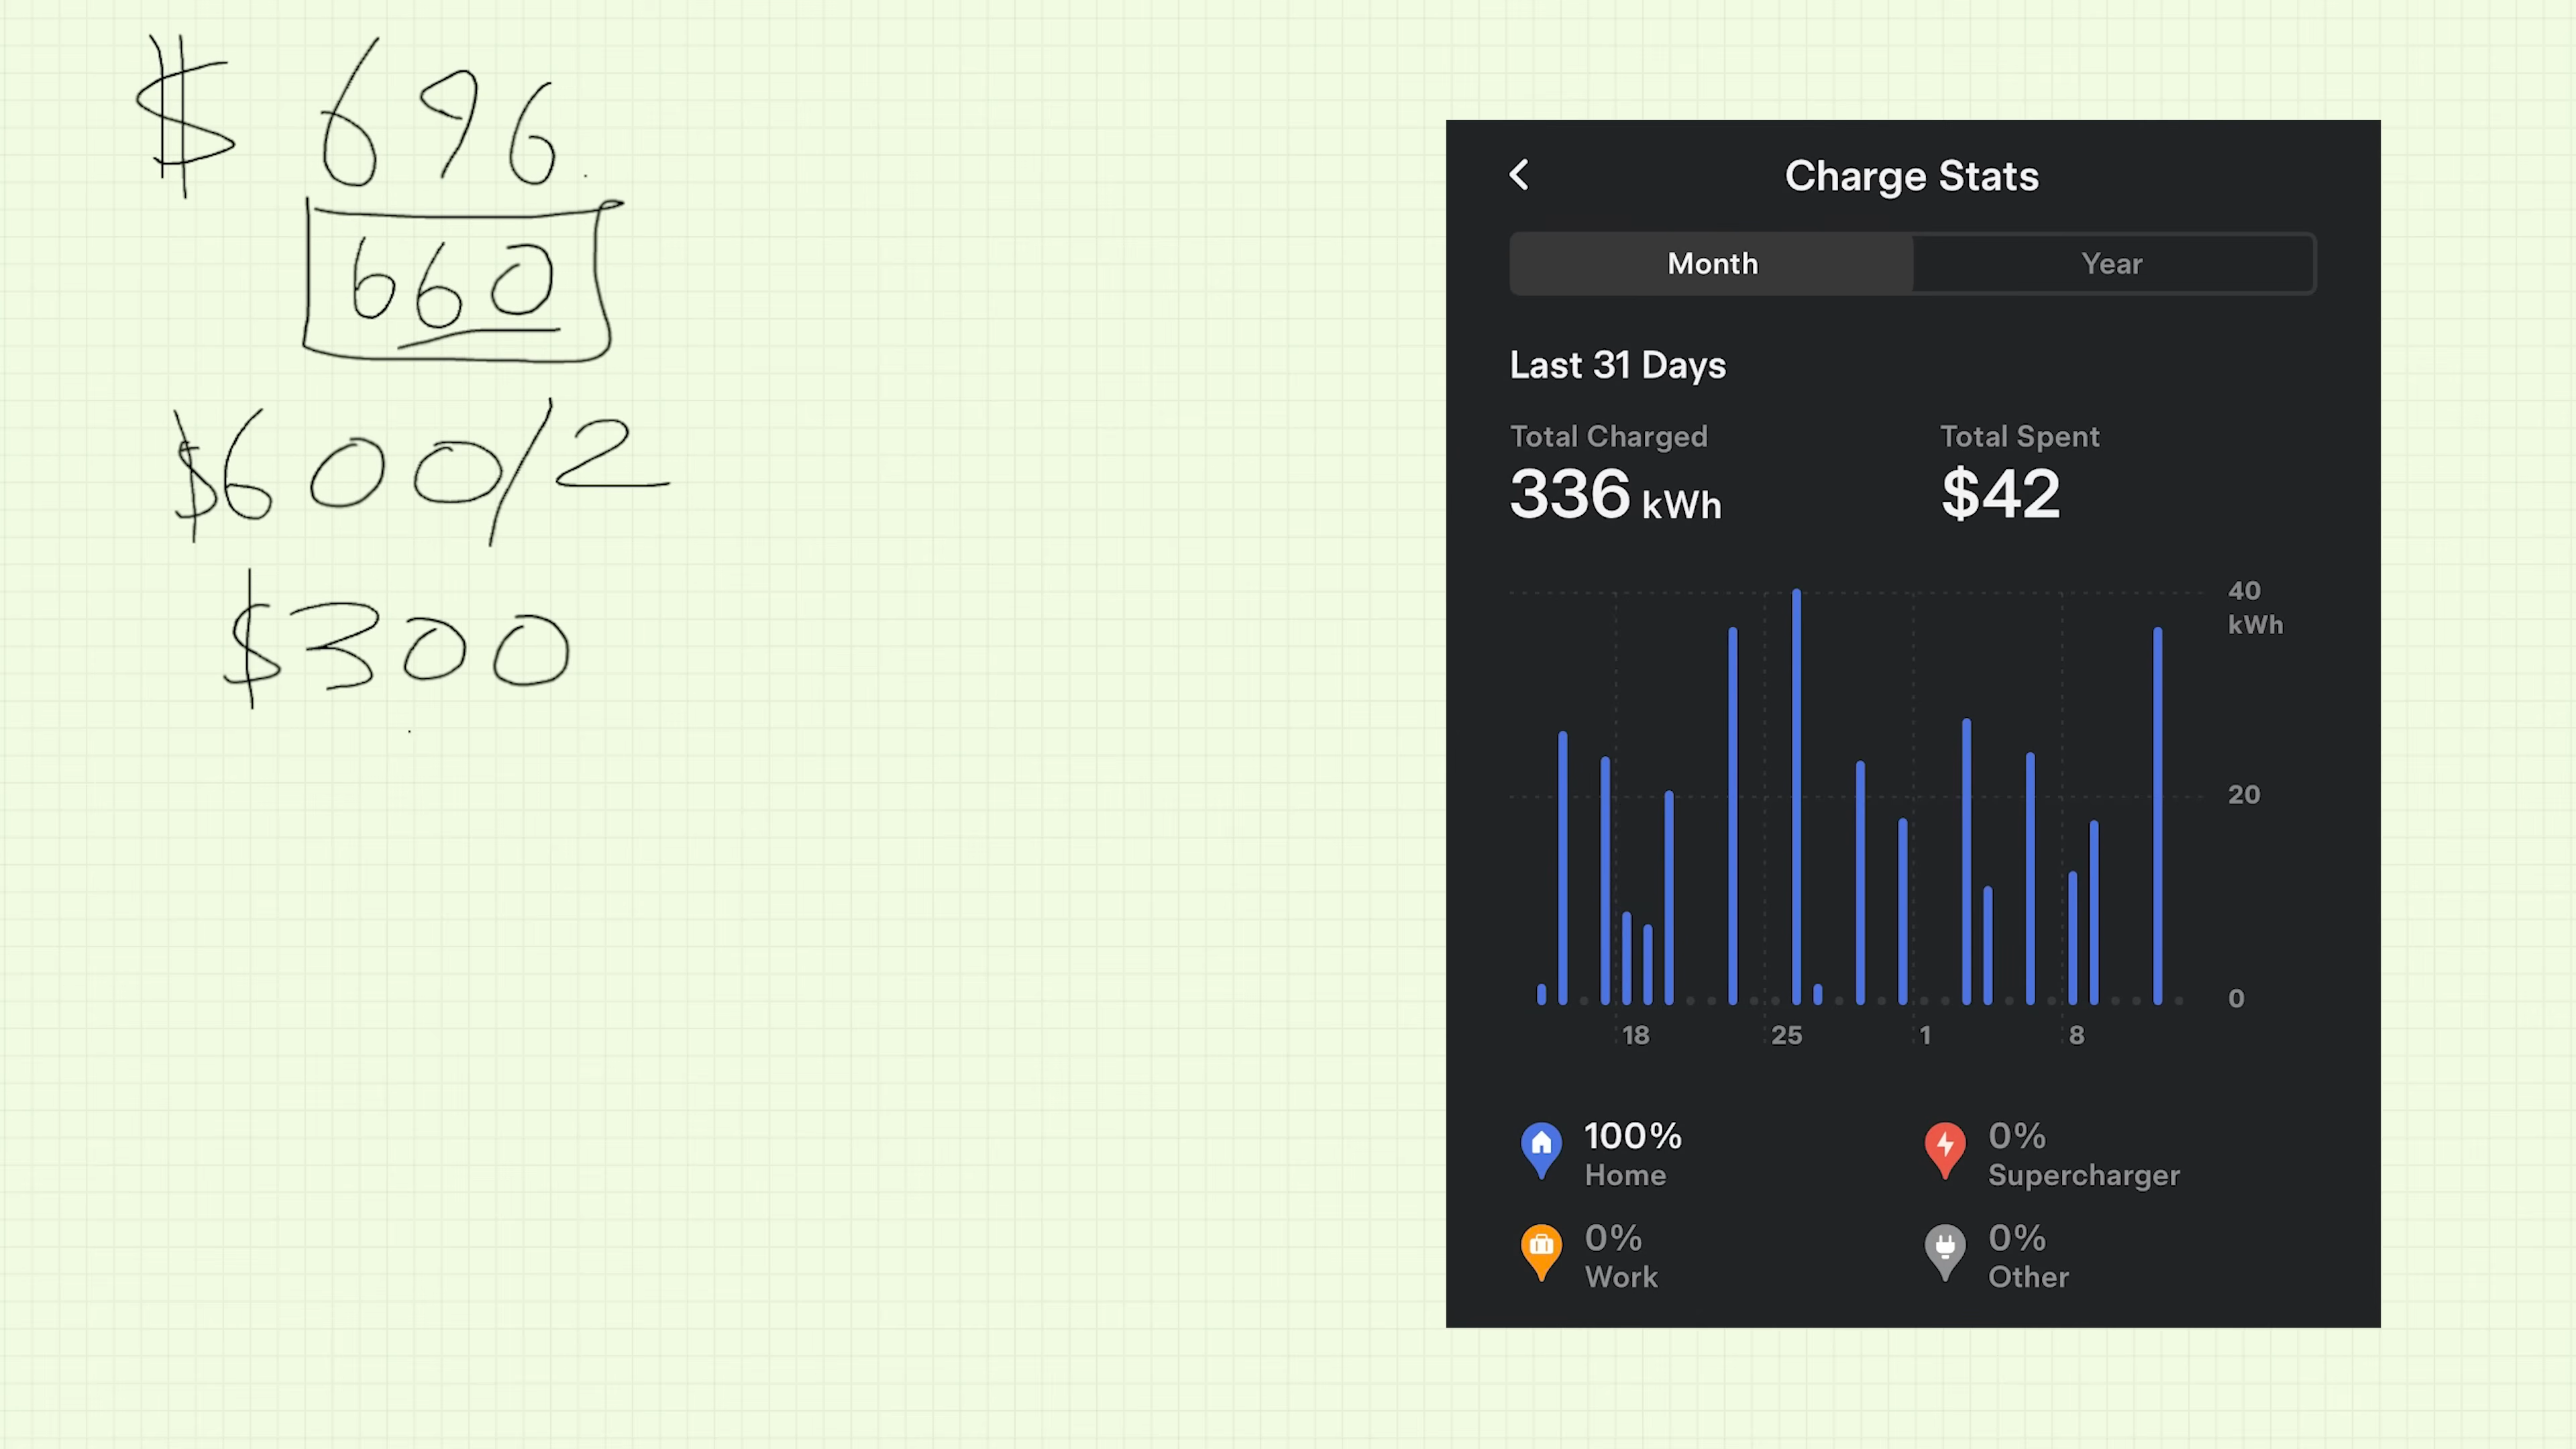 $ 696.
660
$600/2
$300
Charge Stats
Month Year
Last 31 Days
Total Charged Total Spent
336 kWh $42
40
kWh
20
0
18 25 1 8
100% 0%
Home Supercharger
0% 0%
Work Other